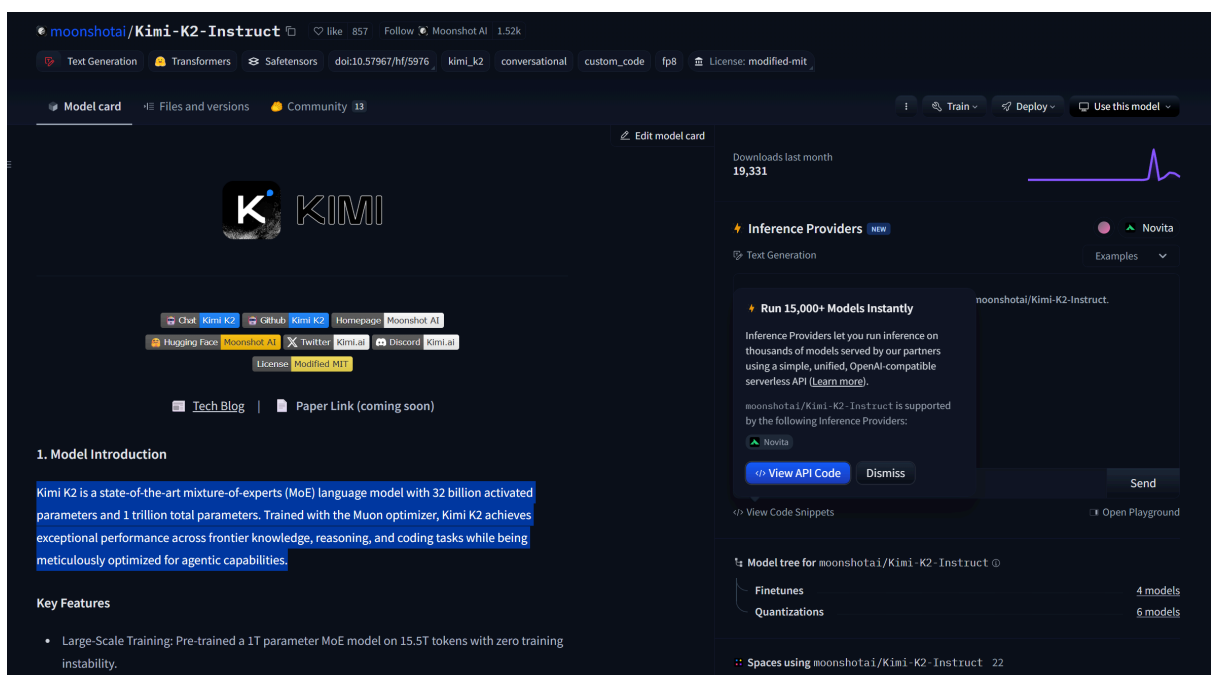 moonshotai/Kimi-K2-Instruct like 857 Follow Moonshot AI 1.52k
Text Generation Transformers Safetensors doi:10.57967/hf/5976 kimi_k2 conversational custom_code fp8 License: modified-mit
Model card Files and versions Community 13 Train Deploy Use this model
Edit model card
KIMI
Chat Kimi K2 Github Kimi K2 Homepage Moonshot AI
Hugging Face Moonshot AI Twitter Kimi.ai Discord Kimi.ai
License Modified MIT
Tech Blog | Paper Link (coming soon)
1. Model Introduction
Kimi K2 is a state-of-the-art mixture-of-experts (MoE) language model with 32 billion activated
parameters and 1 trillion total parameters. Trained with the Muon optimizer, Kimi K2 achieves
exceptional performance across frontier knowledge, reasoning, and coding tasks while being
meticulously optimized for agentic capabilities.
Key Features
• Large-Scale Training: Pre-trained a 1T parameter MoE model on 15.5T tokens with zero training
instability.
Downloads last month
19,331
Inference Providers NEW Novita
Text Generation Examples
moonshotai/Kimi-K2-Instruct.
Run 15,000+ Models Instantly
Inference Providers let you run inference on
thousands of models served by our partners
using a simple, unified, OpenAI-compatible
serverless API (Learn more).
moonshotai/Kimi-K2-Instruct is supported
by the following Inference Providers:
Novita
View API Code Dismiss
Send
View Code Snippets Open Playground
Model tree for moonshotai/Kimi-K2-Instruct
Finetunes 4 models
Quantizations 6 models
Spaces using moonshotai/Kimi-K2-Instruct 22